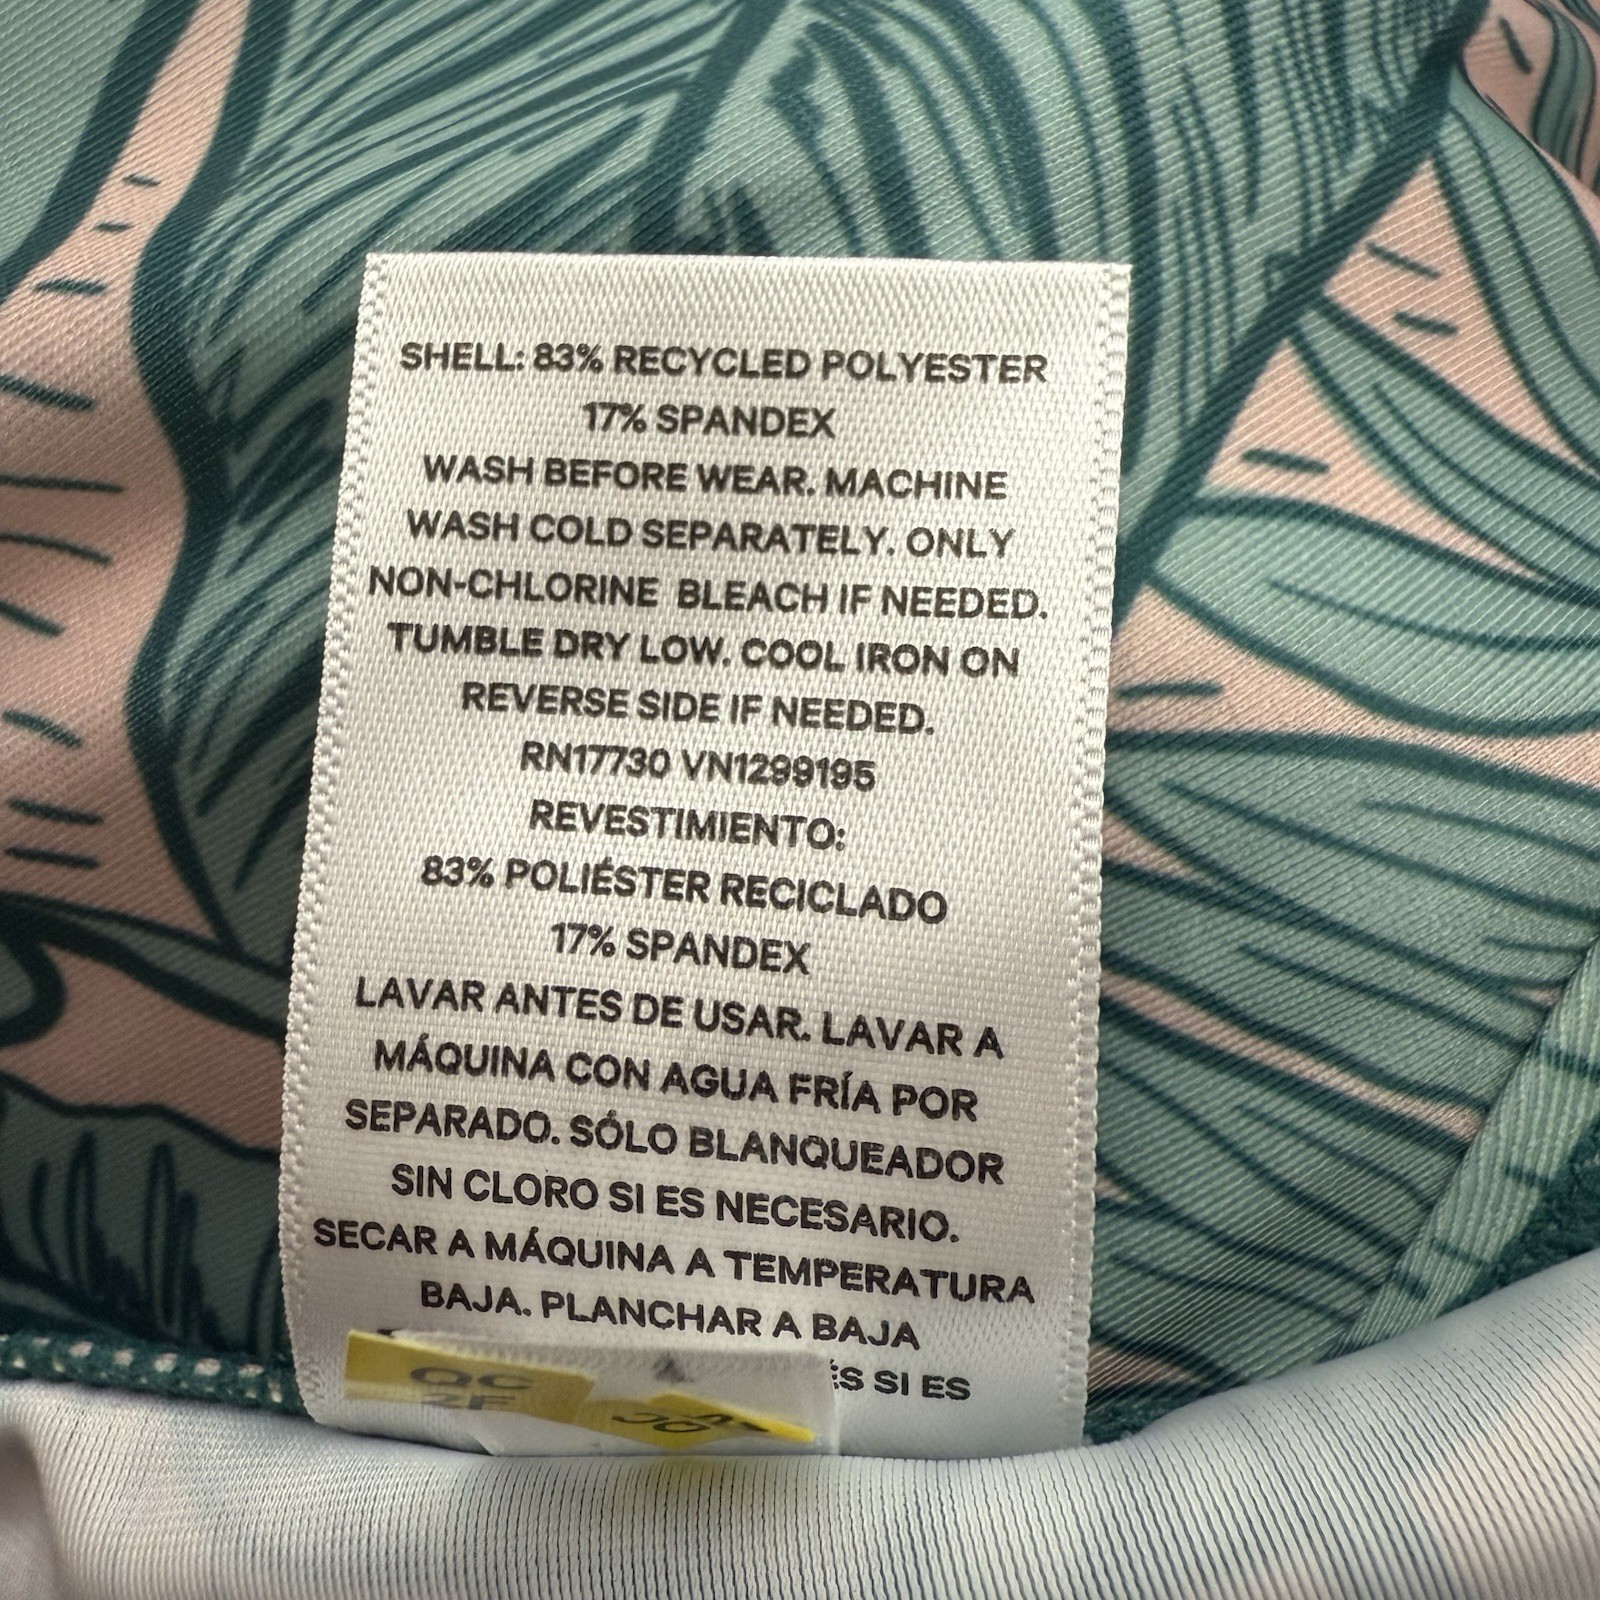 SHELL: 83% RECYCLED POLYESTER
17% SPANDEX
WASH BEFORE WEAR. MACHINE
WASH COLD SEPARATELY. ONLY
NON-CHLORINE BLEACH IF NEEDED.
TUMBLE DRY LOW. COOL IRON ON
REVERSE SIDE IF NEEDED.
RN17730 VN1299195
REVESTIMIENTO:
83% POLIÉSTER RECICLADO
17% SPANDEX
LAVAR ANTES DE USAR. LAVAR A
MÁQUINA CON AGUA FRÍA POR
SEPARADO. SÓLO BLANQUEADOR
SIN CLORO SI ES NECESARIO.
SECAR A MÁQUINA A TEMPERATURA
BAJA. PLANCHAR A BAJA
SI ES
QC